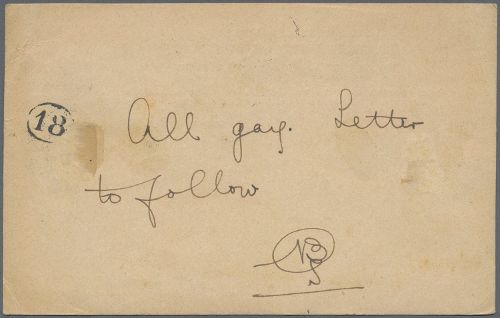 18
All gay. Letter
to follow